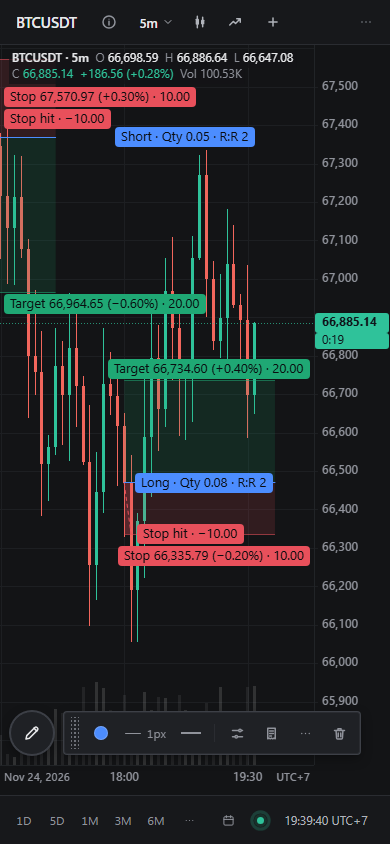 BTCUSDT 5m
BTCUSDT · 5m O 66,698.59 H 66,886.64 L 66,647.08
C 66,885.14 +186.56 (+0.28%) Vol 100.53K
67,500
Stop 67,570.97 (+0.30%) · 10.00
Stop hit · −10.00
67,400
Short · Qty 0.05 · R:R 2
67,300
67,200
67,100
67,000
Target 66,964.65 (−0.60%) · 20.00
66,885.14
0:19
66,800
Target 66,734.60 (+0.40%) · 20.00
66,700
66,600
66,500
Long · Qty 0.08 · R:R 2
66,400
Stop hit · −10.00
66,300
Stop 66,335.79 (−0.20%) · 10.00
66,200
66,100
66,000
65,900
1px
Nov 24, 2026 18:00 19:30 UTC+7
1D 5D 1M 3M 6M 19:39:40 UTC+7